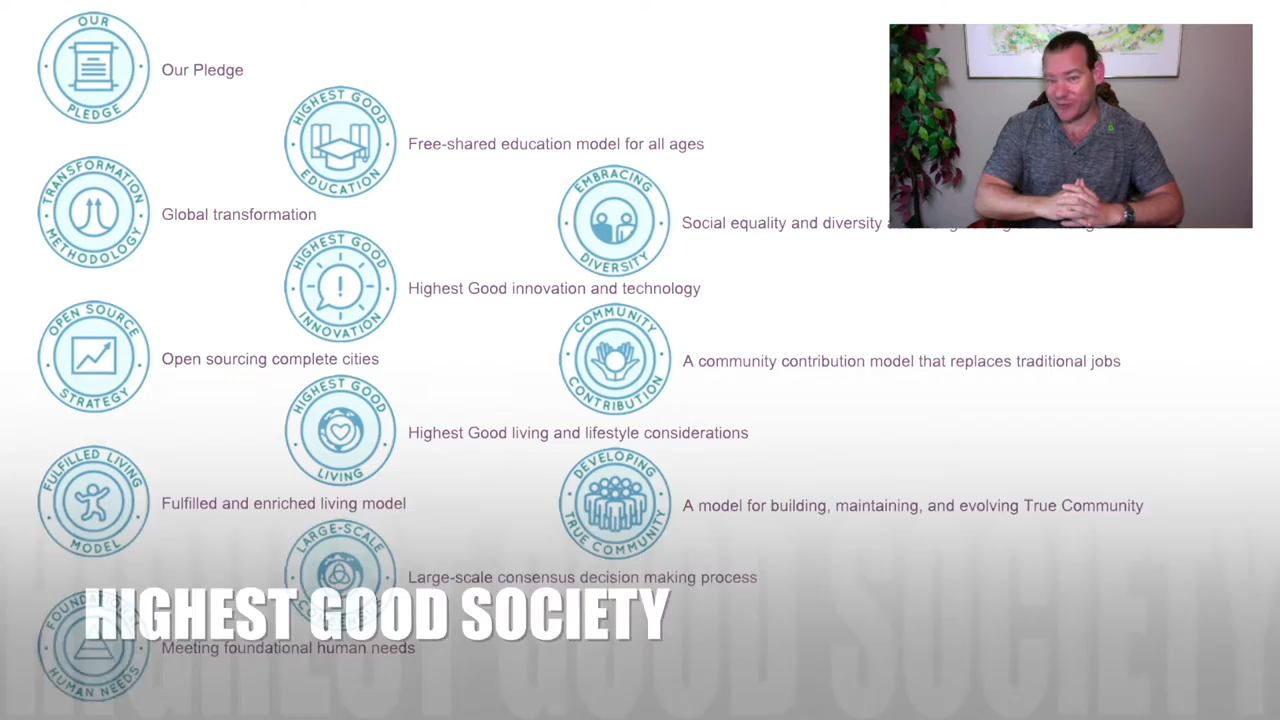 OUR PLEDGE
Our Pledge
HIGHEST GOOD EDUCATION
Free-shared education model for all ages
TRANSFORMATION METHODOLOGY
Global transformation
EMBRACING DIVERSITY
Social equality and diversity
HIGHEST GOOD INNOVATION
Highest Good innovation and technology
OPEN SOURCE STRATEGY
Open sourcing complete cities
COMMUNITY CONTRIBUTION
A community contribution model that replaces traditional jobs
HIGHEST GOOD LIVING
Highest Good living and lifestyle considerations
FULFILLED LIVING MODEL
Fulfilled and enriched living model
DEVELOPING TRUE COMMUNITY
A model for building, maintaining, and evolving True Community
LARGE-SCALE
Large-scale consensus decision making process
HIGHEST GOOD SOCIETY
HUMAN NEEDS
Meeting foundational human needs
HIGHEST GOOD SOCIETY